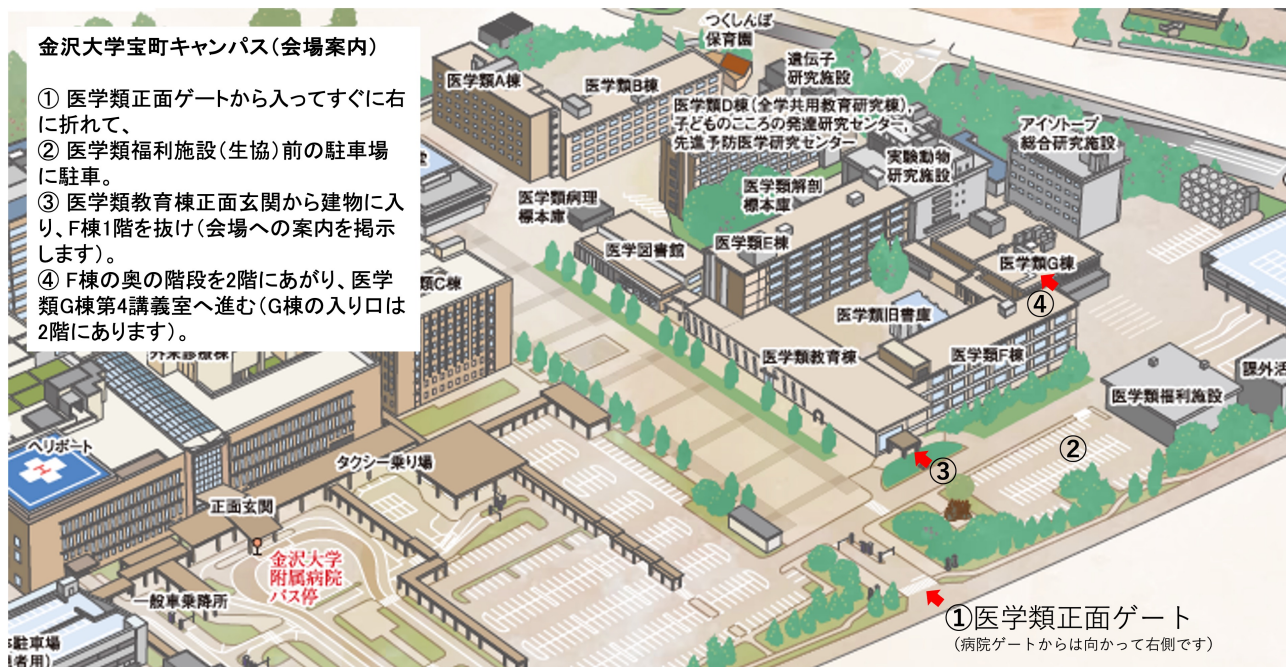 金沢大学宝町キャンパス（会場案内）
① 医学類正面ゲートから入ってすぐに右
に折れて、
② 医学類福利施設（生協）前の駐車場
に駐車。
③ 医学類教育棟正面玄関から建物に入
り、F棟1階を抜け（会場への案内を掲示
します）。
④ F棟の奥の階段を2階にあがり、医学
類G棟第4講義室へ進む（G棟の入り口は
2階にあります）。
つくしんぼ
保育園
医学類A棟
医学類B棟
遺伝子
研究施設
医学類D棟（全学共用教育研究棟），
子どものこころの発達研究センター，
先進予防医学研究センター
アイソトープ
総合研究施設
実験動物
研究施設
医学類病理
標本庫
医学類解剖
標本庫
医学図書館
医学類E棟
医学類G棟
④
類C棟
医学類旧書庫
医学類教育棟
医学類F棟
外来診療棟
課外活
医学類福利施設
②
③
ヘリポート
H
タクシー乗り場
正面玄関
金沢大学
附属病院
バス停
一般車乗降所
駐車場
者用）
①医学類正面ゲート
（病院ゲートからは向かって右側です）